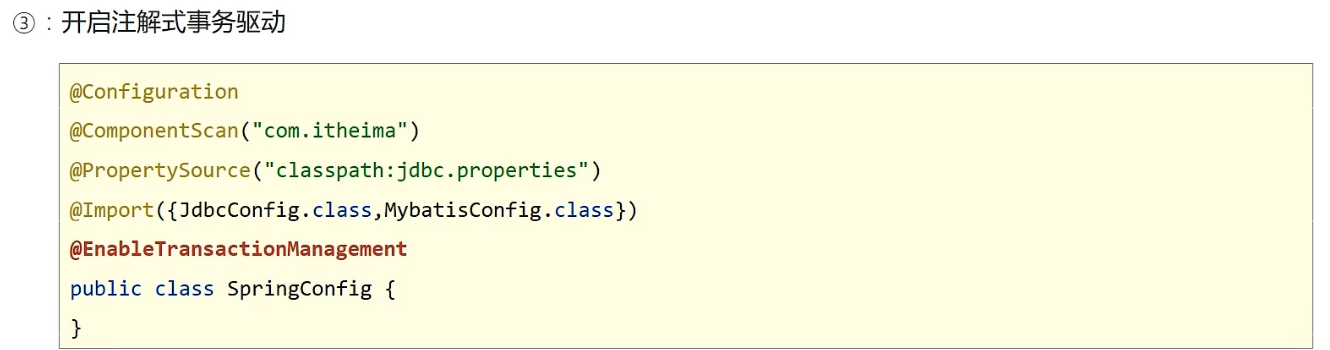 ③：开启注解式事务驱动
@Configuration
@ComponentScan("com.itheima")
@PropertySource("classpath:jdbc.properties")
@Import({JdbcConfig.class,MybatisConfig.class})
@EnableTransactionManagement
public class SpringConfig {
}